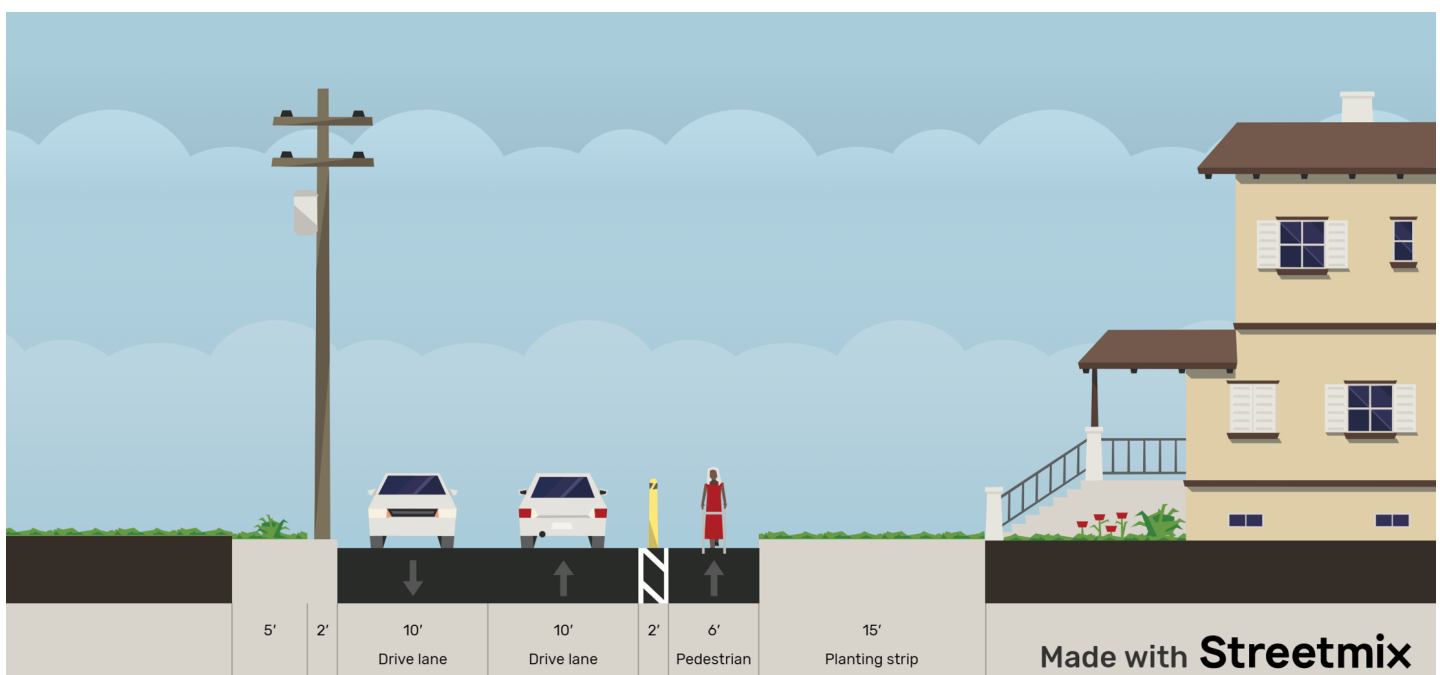 5′ 2′ 10′ 10′ 2′ 6′ 15′
Drive lane Drive lane Pedestrian Planting strip
Made with Streetmix